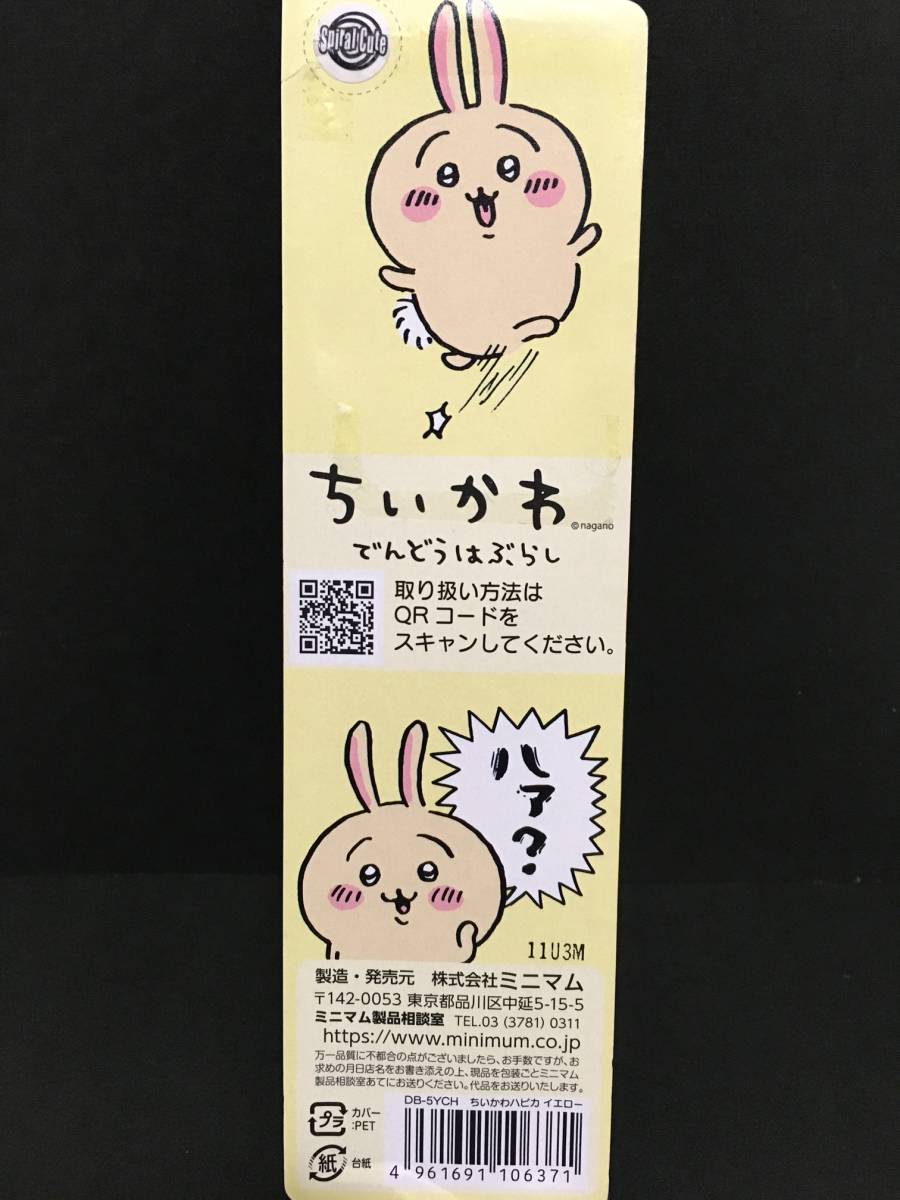 Spiral Cute
ちいかわ
©nagano
でんどうはぶらし
取り扱い方法は
QRコードを
スキャンしてください。
ハァ?
11U3M
製造・発売元 株式会社ミニマム
〒142-0053 東京都品川区中延5-15-5
ミニマム製品相談室 TEL.03 (3781) 0311
https://www.minimum.co.jp
万一品質に不都合の点がございましたら、お手数ですが、お
求めの月日店名をお書き添えの上、現品を包装ごとミニマム
製品相談室あてにお送りください。代品をお送りいたします。
DB-5YCH ちいかわハピカ イエロー
プラ
カバー
:PET
紙
台紙
4 961691 106371